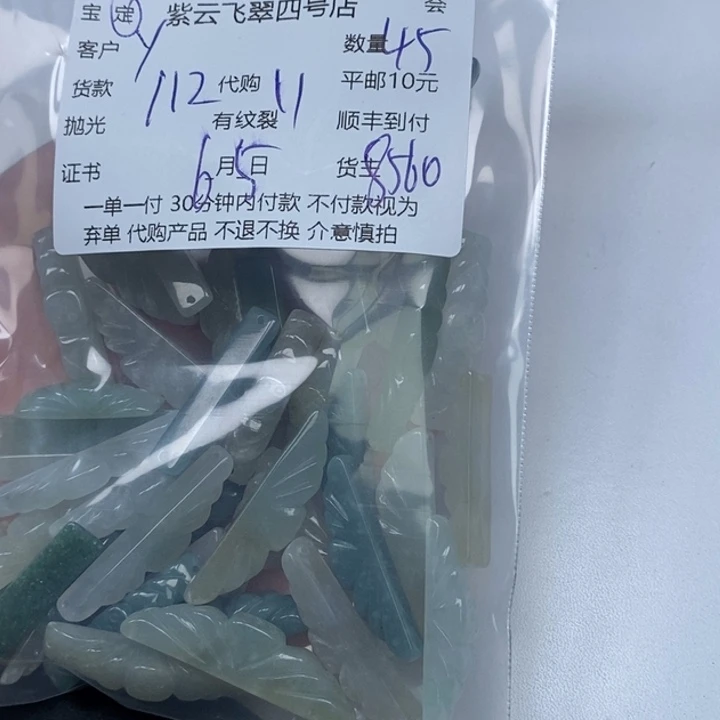 宝 定 紫云飞翠四号店 会
客户 Y 数量 45
货款 112 代购 11 平邮10元
抛光 有纹裂 顺丰到付
证书 6月5日 货主 8560
一单一付 30分钟内付款 不付款视为
弃单 代购产品 不退不换 介意慎拍